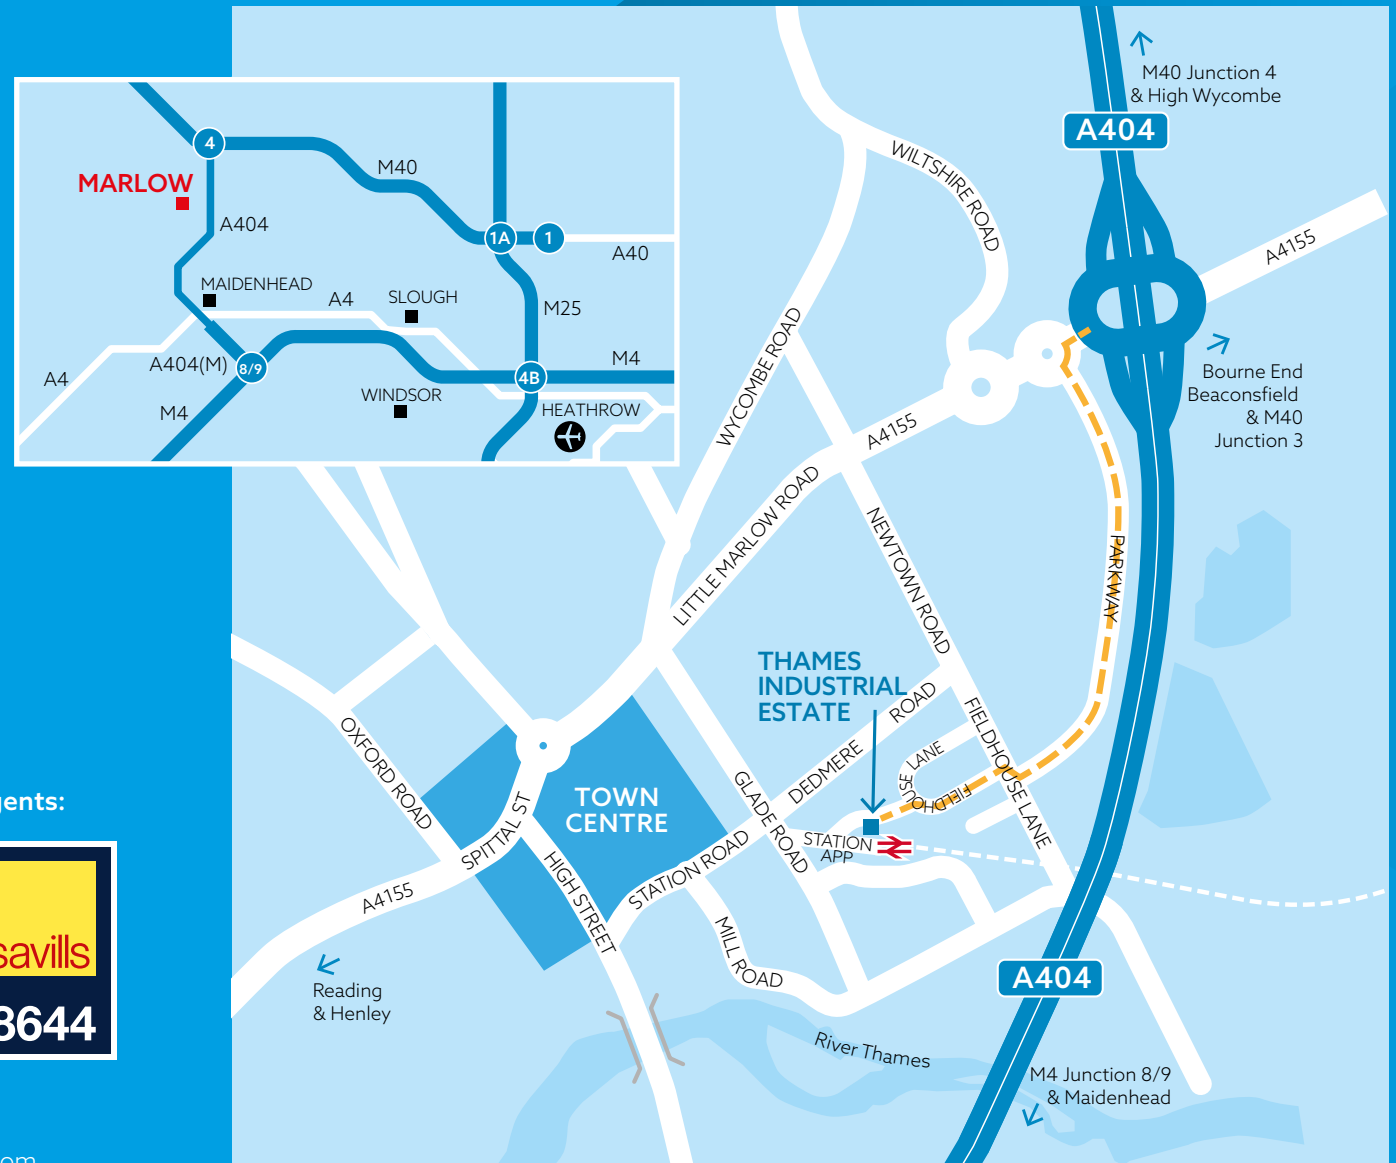 M40 Junction 4
& High Wycombe
A404
4
M40
MARLOW
A404
1A
1
A40
MAIDENHEAD
A4
SLOUGH
M25
A4
A404(M)
8/9
M4
WINDSOR
4B
M4
HEATHROW
WILTSHIRE ROAD
A4155
WYCOMBE ROAD
Bourne End
Beaconsfield
& M40
Junction 3
A4155
LITTLE MARLOW ROAD
NEWTOWN ROAD
PARKWAY
THAMES
INDUSTRIAL
ESTATE
DEDMERE ROAD
FIELDHOUSE LANE
FIELDHOUSE LANE
OXFORD ROAD
TOWN
CENTRE
GLADE ROAD
STATION
APP
SPITTAL ST
STATION ROAD
HIGH STREET
A4155
MILL ROAD
Reading
& Henley
A404
River Thames
M4 Junction 8/9
& Maidenhead
gents:
savills
8644
om